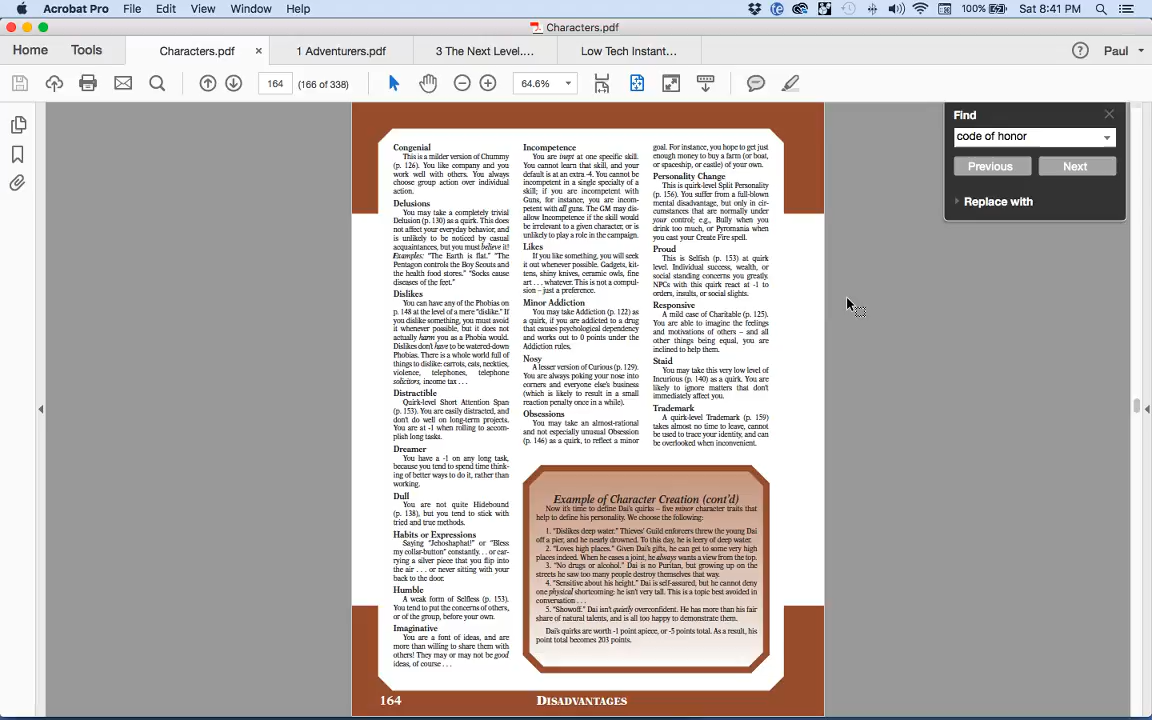 Acrobat Pro File Edit View Window Help 100% Sat 8:41 PM
Characters.pdf
Home Tools Characters.pdf × 1 Adventurers.pdf 3 The Next Level.... Low Tech Instant... ? Paul
164 (166 of 338) 64.6%
Find
code of honor
Previous Next
Replace with
Congenial
This is a milder version of Chummy
(p. 126). You like company and you
work well with others. You always
choose group action over individual
action.
Delusions
You may take a completely trivial
Delusion (p. 130) as a quirk. This does
not affect your everyday behavior, and
is unlikely to be noticed by casual
acquaintances, but you must believe it!
Examples: "The Earth is flat." "The
Pentagon controls the Boy Scouts and
the health food stores." "Socks cause
diseases of the feet."
Dislikes
You can have any of the Phobias on
p. 148 at the level of a mere "dislike." If
you dislike something, you must avoid
it whenever possible, but it does not
actually harm you as a Phobia would.
Dislikes don't have to be watered-down
Phobias. There is a whole world full of
things to dislike: carrots, cats, neckties,
violence, telephones, telephone
solicitors, income tax . . .
Distractible
Quirk-level Short Attention Span
(p. 153). You are easily distracted, and
don't do well on long-term projects.
You are at -1 when rolling to accom-
plish long tasks.
Dreamer
You have a -1 on any long task,
because you tend to spend time think-
ing of better ways to do it, rather than
working.
Dull
You are not quite Hidebound
(p. 138), but you tend to stick with
tried and true methods.
Habits or Expressions
Saying "Jehoshaphat!" or "Bless
my collar-button" constantly . . . or car-
rying a silver piece that you flip into
the air . . . or never sitting with your
back to the door.
Humble
A weak form of Selfless (p. 153).
You tend to put the concerns of others,
or of the group, before your own.
Imaginative
You are a font of ideas, and are
more than willing to share them with
others! They may or may not be good
ideas, of course . . .
Incompetence
You are inept at one specific skill.
You cannot learn that skill, and your
default is at an extra -4. You cannot be
incompetent in a single specialty of a
skill; if you are incompetent with
Guns, for instance, you are incom-
petent with all guns. The GM may dis-
allow Incompetence if the skill would
be irrelevant to a given character, or is
unlikely to play a role in the campaign.
Likes
If you like something, you will seek
it out whenever possible. Gadgets, kit-
tens, shiny knives, ceramic owls, fine
art . . . whatever. This is not a compul-
sion – just a preference.
Minor Addiction
You may take Addiction (p. 122) as
a quirk, if you are addicted to a drug
that causes psychological dependency
and works out to 0 points under the
Addiction rules.
Nosy
A lesser version of Curious (p. 129).
You are always poking your nose into
corners and everyone else's business
(which is likely to result in a small
reaction penalty once in a while).
Obsessions
You may take an almost-rational
and not especially unusual Obsession
(p. 146) as a quirk, to reflect a minor
goal. For instance, you hope to get just
enough money to buy a farm (or boat,
or spaceship, or castle) of your own.
Personality Change
This is quirk-level Split Personality
(p. 156). You suffer from a full-blown
mental disadvantage, but only in cir-
cumstances that are normally under
your control; e.g., Bully when you
drink too much, or Pyromania when
you cast your Create Fire spell.
Proud
This is Selfish (p. 153) at quirk
level. Individual success, wealth, or
social standing concerns you greatly.
NPCs with this quirk react at -1 to
orders, insults, or social slights.
Responsive
A mild case of Charitable (p. 125).
You are able to imagine the feelings
and motivations of others – and all
other things being equal, you are
inclined to help them.
Staid
You may take this very low level of
Incurious (p. 140) as a quirk. You are
likely to ignore matters that don't
immediately affect you.
Trademark
A quirk-level Trademark (p. 159)
takes almost no time to leave, cannot
be used to trace your identity, and can
be overlooked when inconvenient.
Example of Character Creation (cont'd)
Now it's time to define Dai's quirks – five minor character traits that
help to define his personality. We choose the following:
1. "Dislikes deep water." Thieves' Guild enforcers threw the young Dai
off a pier, and he nearly drowned. To this day, he is leery of deep water.
2. "Loves high places." Given Dai's gifts, he can get to some very high
places indeed. When he cases a joint, he always wants a view from the top.
3. "No drugs or alcohol." Dai is no Puritan, but growing up on the
streets he saw too many people destroy themselves that way.
4. "Sensitive about his height." Dai is self-assured, but he cannot deny
one physical shortcoming: he isn't very tall. This is a topic best avoided in
conversation . . .
5. "Showoff." Dai isn't quietly overconfident. He has more than his fair
share of natural talents, and is all too happy to demonstrate them.
Dai's quirks are worth -1 point apiece, or -5 points total. As a result, his
point total becomes 203 points.
164 DISADVANTAGES